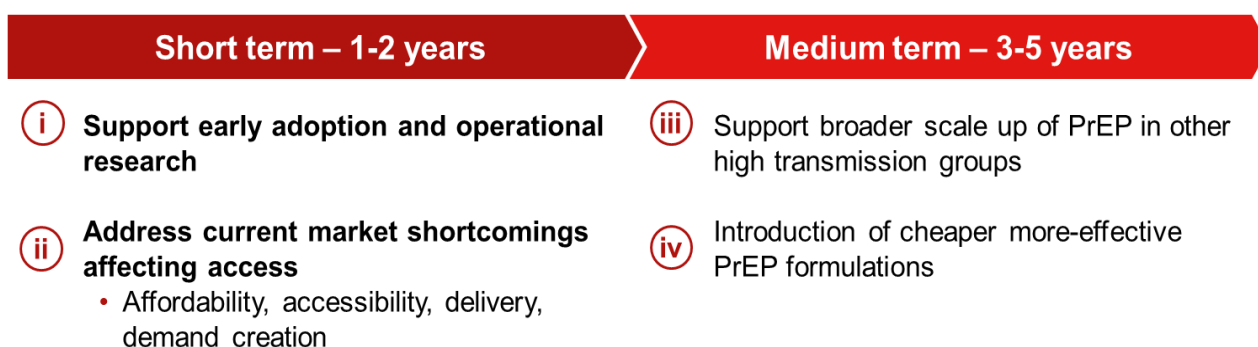 Short term – 1-2 years
Medium term – 3-5 years
i
Support early adoption and operational
research
ii
Address current market shortcomings
affecting access
• Affordability, accessibility, delivery,
demand creation
iii
Support broader scale up of PrEP in other
high transmission groups
iv
Introduction of cheaper more-effective
PrEP formulations